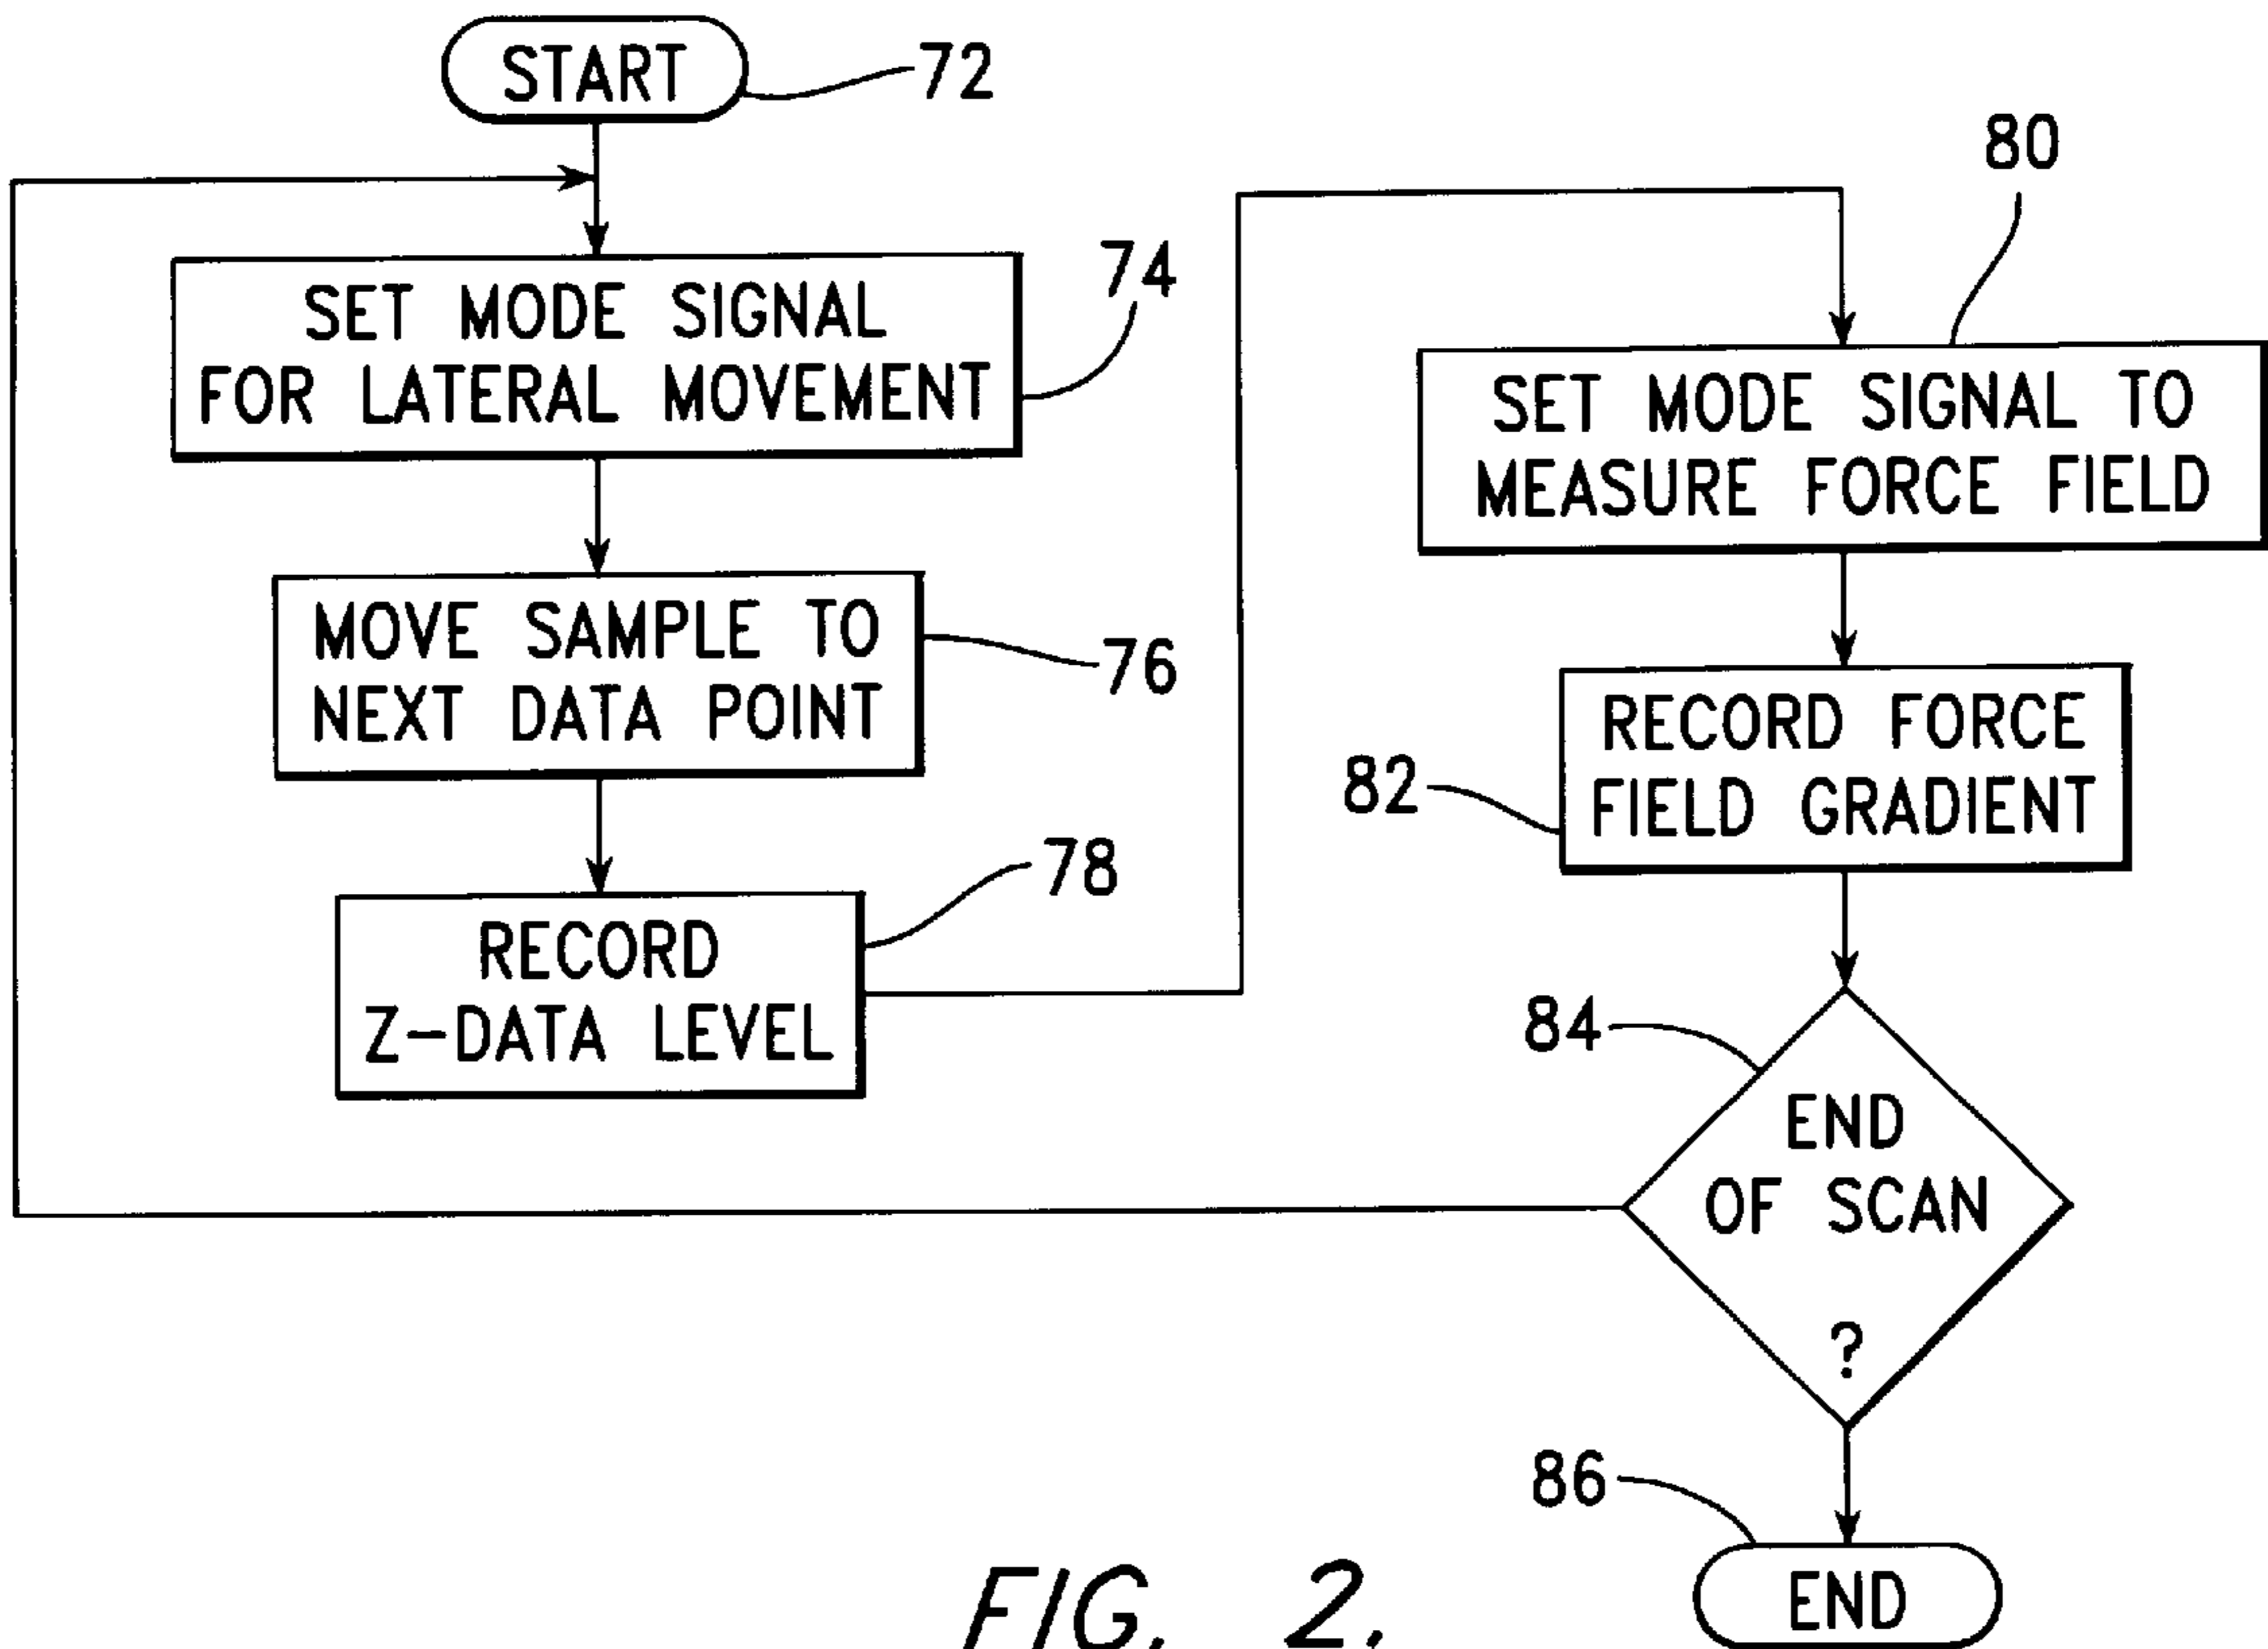 START
72
SET MODE SIGNAL
FOR LATERAL MOVEMENT
74
MOVE SAMPLE TO
NEXT DATA POINT
76
RECORD
Z-DATA LEVEL
78
80
SET MODE SIGNAL TO
MEASURE FORCE FIELD
RECORD FORCE
FIELD GRADIENT
82
84
END
OF SCAN
?
86
END
FIG. 2.